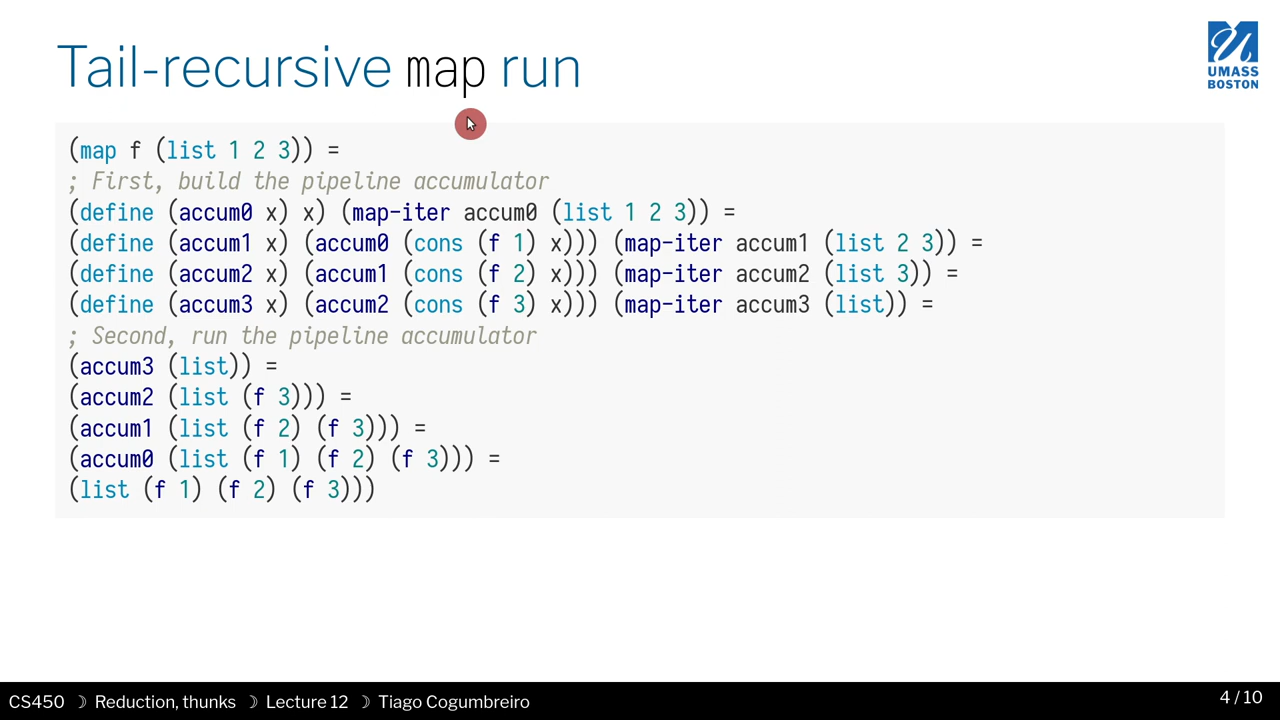 Tail-recursive map run
UMASS
BOSTON
(map f (list 1 2 3)) =
; First, build the pipeline accumulator
(define (accum0 x) x) (map-iter accum0 (list 1 2 3)) =
(define (accum1 x) (accum0 (cons (f 1) x))) (map-iter accum1 (list 2 3)) =
(define (accum2 x) (accum1 (cons (f 2) x))) (map-iter accum2 (list 3)) =
(define (accum3 x) (accum2 (cons (f 3) x))) (map-iter accum3 (list)) =
; Second, run the pipeline accumulator
(accum3 (list)) =
(accum2 (list (f 3))) =
(accum1 (list (f 2) (f 3))) =
(accum0 (list (f 1) (f 2) (f 3))) =
(list (f 1) (f 2) (f 3)))
CS450 ☽ Reduction, thunks ☽ Lecture 12 ☽ Tiago Cogumbreiro
4 / 10